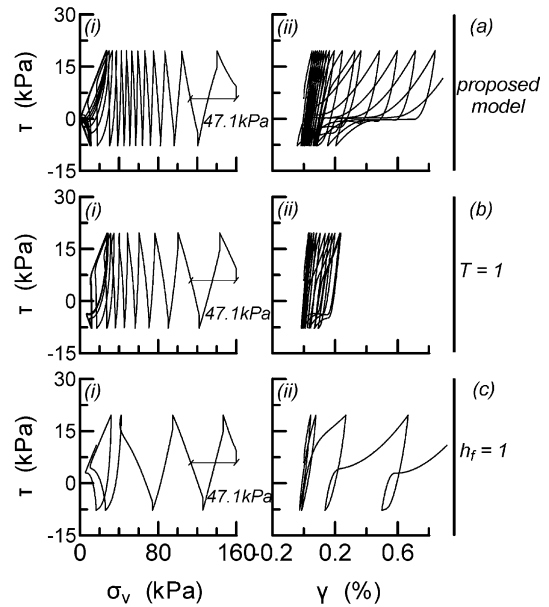 30 (i) (ii) (a)
τ (kPa) 15
0
-15
47.1kPa
proposed
model
30 (i) (ii) (b)
τ (kPa) 15
0
-15
47.1kPa
T = 1
30 (i) (ii) (c)
τ (kPa) 15
0
-15
47.1kPa
hf = 1
0 80 160 -0.2 0.2 0.6
σv (kPa) γ (%)